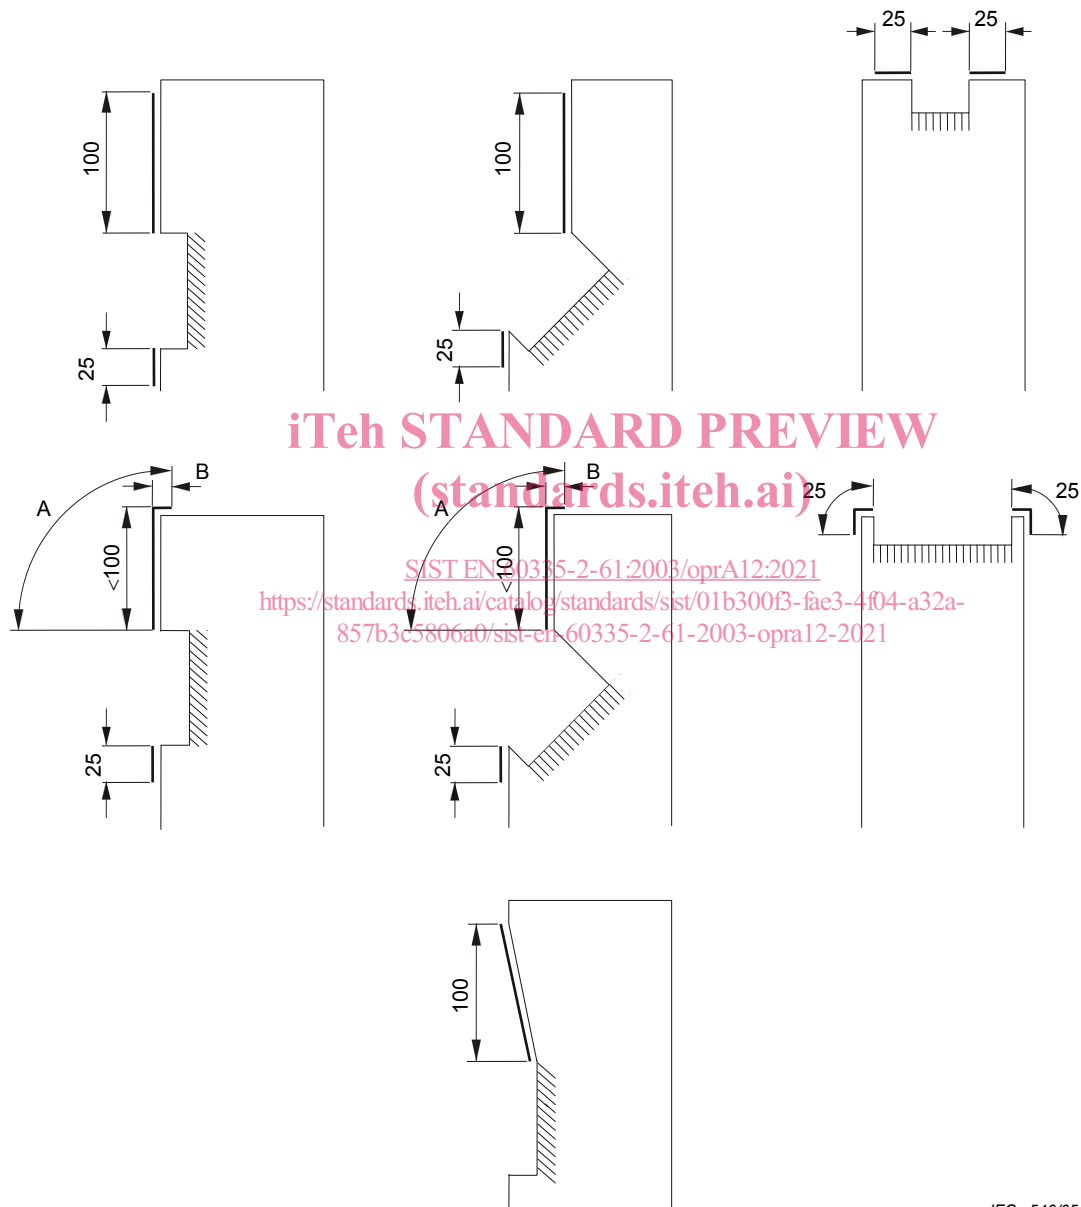 25 25
100
100
25
25
iTeh STANDARD PREVIEW
(standards.iteh.ai)
A B
A B
25 25
<100
<100
SIST EN 60335-2-61:2003/oprA12:2021
https://standards.iteh.ai/catalog/standards/sist/01b300f3-fae3-4f04-a32a-
857b3c5806a0/sist-en-60335-2-61-2003-opra12-2021
25
25
100